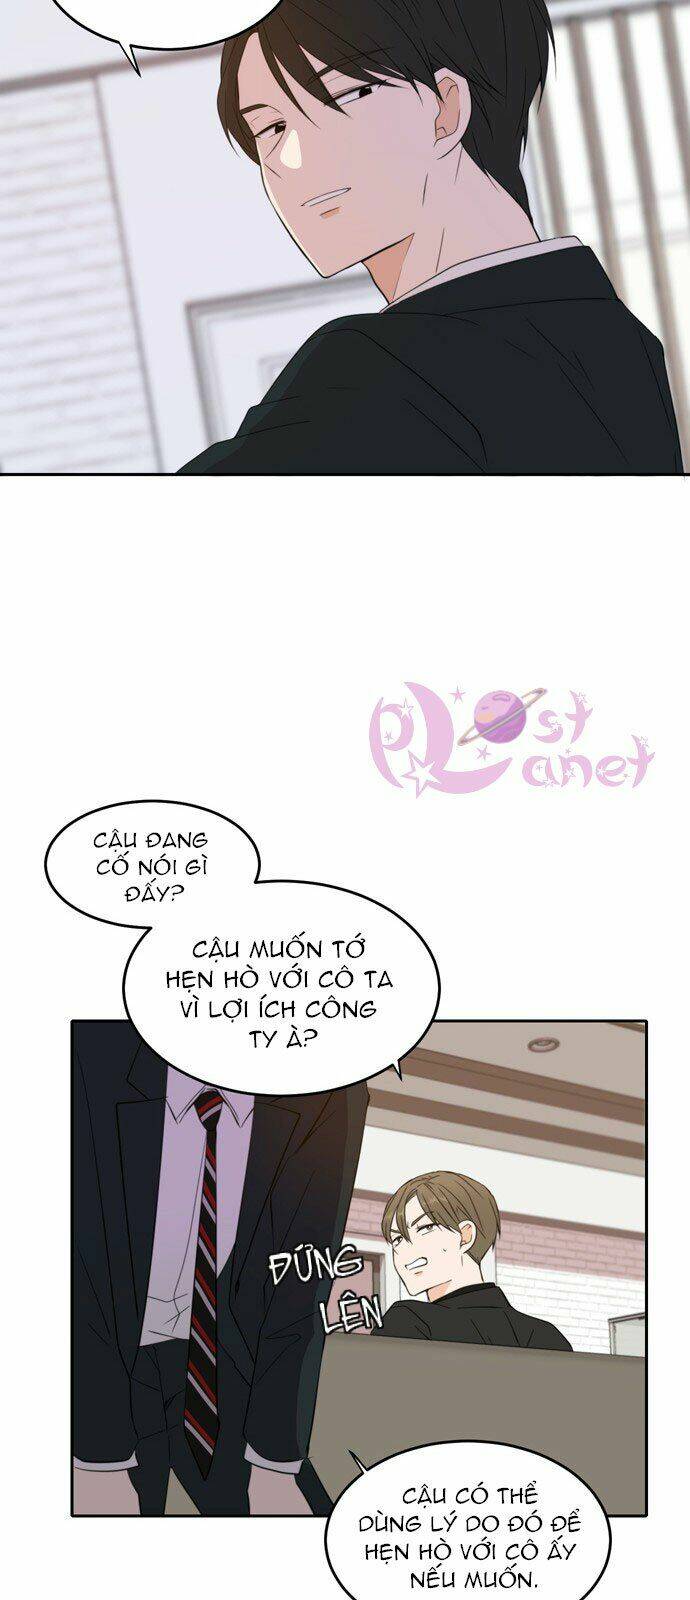 Lost
Planet
CẬU ĐANG
CỐ NÓI GÌ
ĐẤY?
CẬU MUỐN TỚ
HẸN HÒ VỚI CÔ TA
VÌ LỢI ÍCH CÔNG
TY À?
ĐỨNG
LÊN
CẬU CÓ THỂ
DÙNG LÝ DO ĐÓ ĐỂ
HẸN HÒ VỚI CÔ ẤY
NẾU MUỐN.